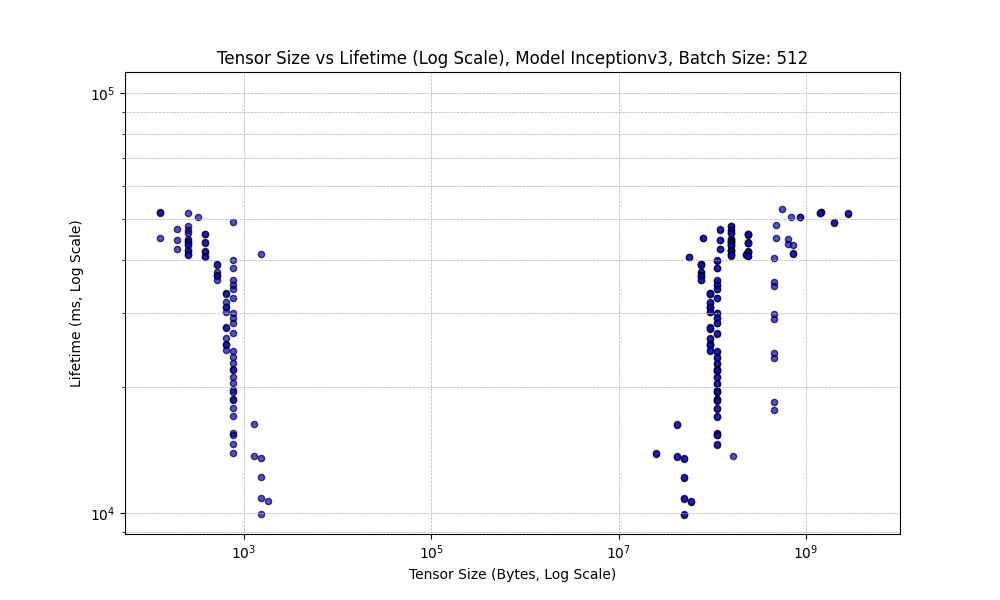 Tensor Size vs Lifetime (Log Scale), Model Inceptionv3, Batch Size: 512
10^5
10^4
Lifetime (ms, Log Scale)
10^3 10^5 10^7 10^9
Tensor Size (Bytes, Log Scale)